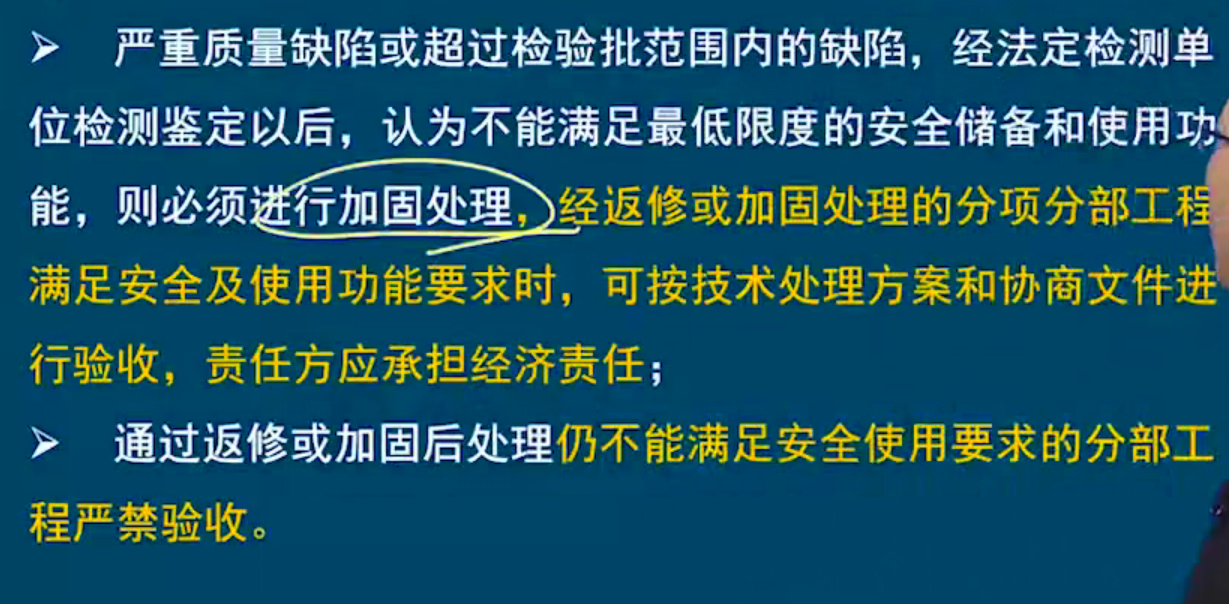 ➢ 严重质量缺陷或超过检验批范围内的缺陷，经法定检测单
位检测鉴定以后，认为不能满足最低限度的安全储备和使用功
能，则必须进行加固处理，经返修或加固处理的分项分部工程
满足安全及使用功能要求时，可按技术处理方案和协商文件进
行验收，责任方应承担经济责任；
➢ 通过返修或加固后处理仍不能满足安全使用要求的分部工
程严禁验收。